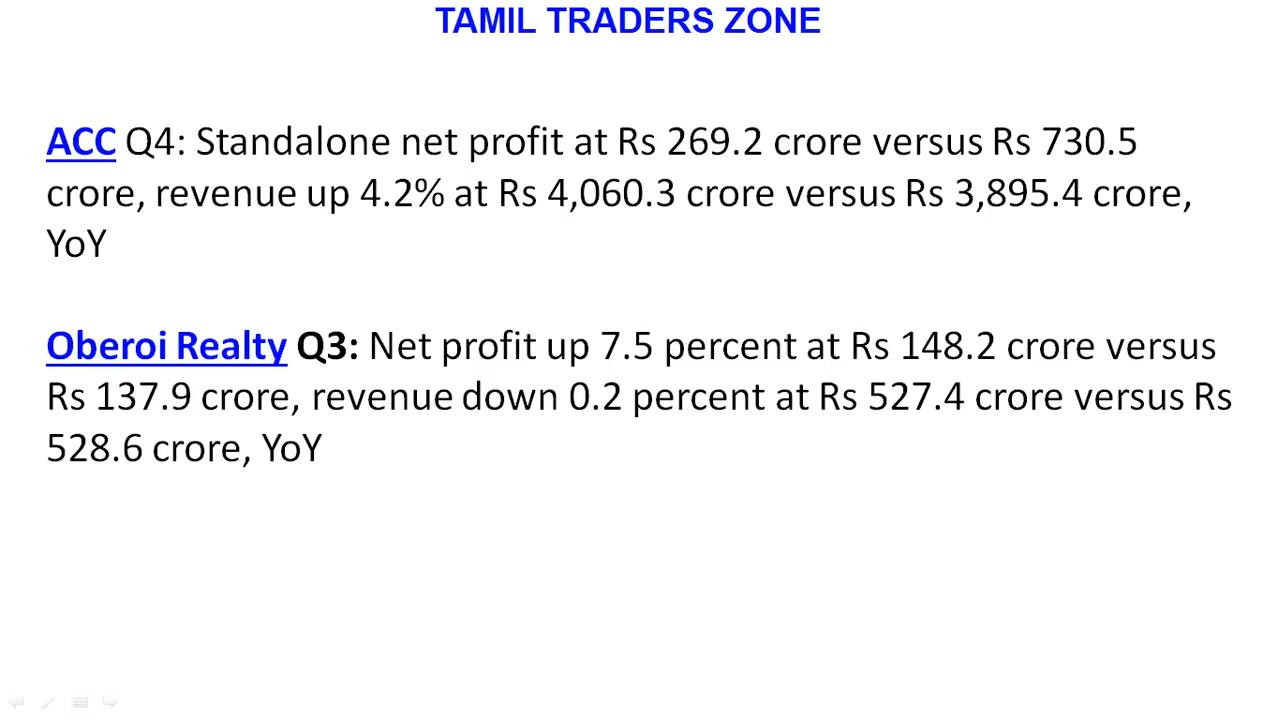 TAMIL TRADERS ZONE
ACC Q4: Standalone net profit at Rs 269.2 crore versus Rs 730.5
crore, revenue up 4.2% at Rs 4,060.3 crore versus Rs 3,895.4 crore,
YoY
Oberoi Realty Q3: Net profit up 7.5 percent at Rs 148.2 crore versus
Rs 137.9 crore, revenue down 0.2 percent at Rs 527.4 crore versus Rs
528.6 crore, YoY